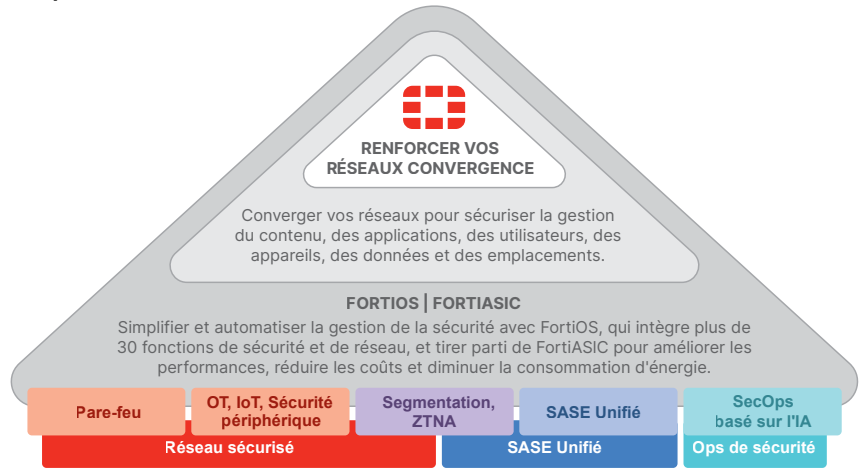 RENFORCER VOS
RÉSEAUX CONVERGENCE
Converger vos réseaux pour sécuriser la gestion
du contenu, des applications, des utilisateurs, des
appareils, des données et des emplacements.
FORTIOS | FORTIASIC
Simplifier et automatiser la gestion de la sécurité avec FortiOS, qui intègre plus de
30 fonctions de sécurité et de réseau, et tirer parti de FortiASIC pour améliorer les
performances, réduire les coûts et diminuer la consommation d'énergie.
Pare-feu
OT, IoT, Sécurité
périphérique
Segmentation,
ZTNA
SASE Unifié
SecOps
basé sur l'IA
Réseau sécurisé
SASE Unifié
Ops de sécurité